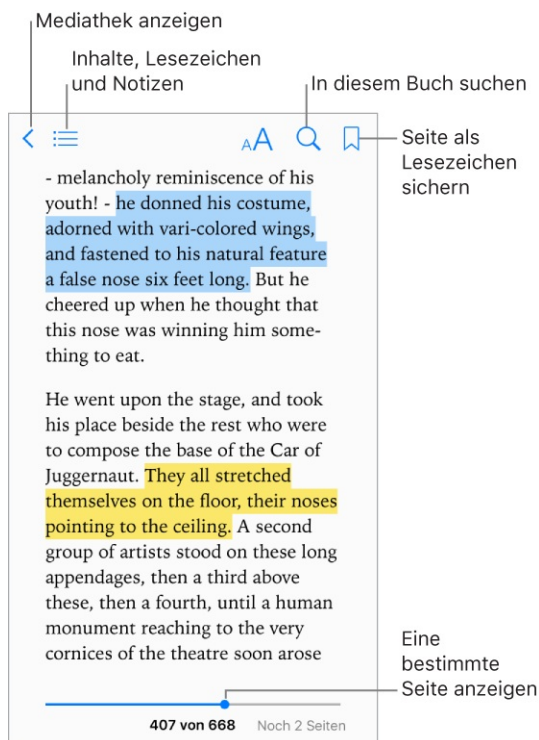 Mediathek anzeigen
Inhalte, Lesezeichen
und Notizen
In diesem Buch suchen
AA
Seite als
Lesezeichen
sichern
- melancholy reminiscence of his
youth! - he donned his costume,
adorned with vari-colored wings,
and fastened to his natural feature
a false nose six feet long. But he
cheered up when he thought that
this nose was winning him some-
thing to eat.
He went upon the stage, and took
his place beside the rest who were
to compose the base of the Car of
Juggernaut. They all stretched
themselves on the floor, their noses
pointing to the ceiling. A second
group of artists stood on these long
appendages, then a third above
these, then a fourth, until a human
monument reaching to the very
cornices of the theatre soon arose
Eine
bestimmte
Seite anzeigen
407 von 668 Noch 2 Seiten